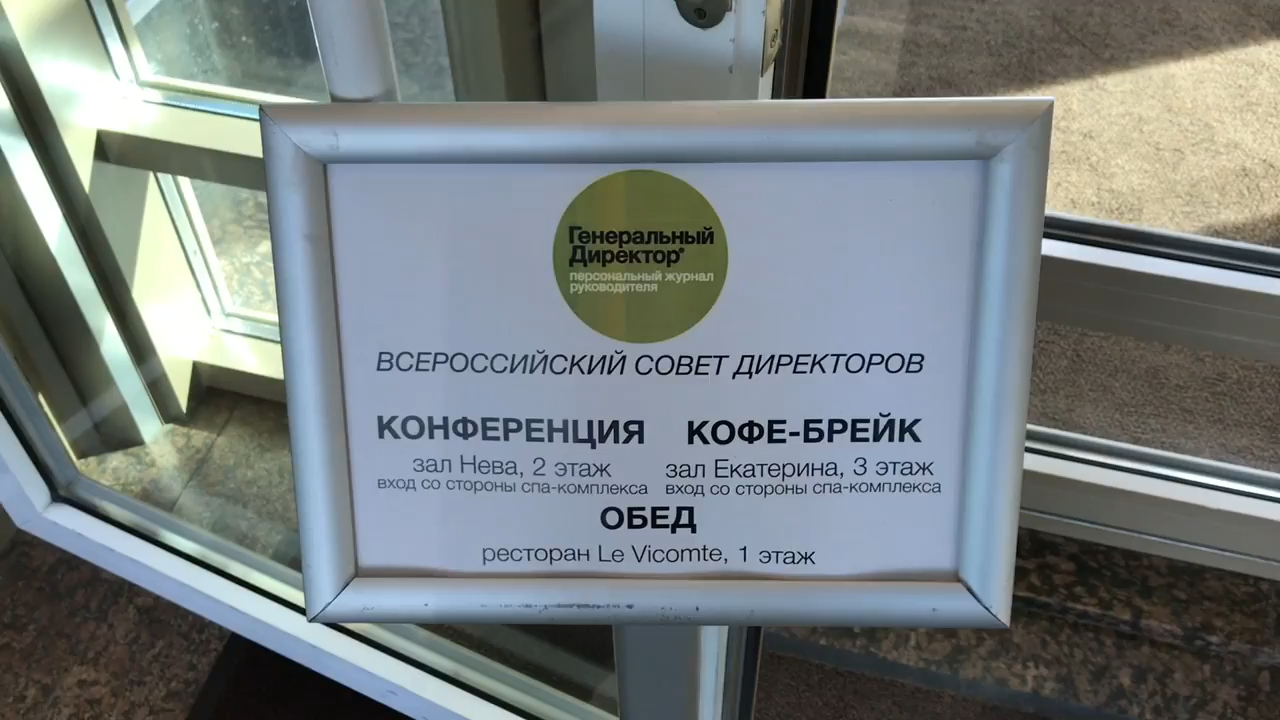 Генеральный
Директор®
персональный журнал
руководителя
ВСЕРОССИЙСКИЙ СОВЕТ ДИРЕКТОРОВ
КОНФЕРЕНЦИЯ
зал Нева, 2 этаж
вход со стороны спа-комплекса
КОФЕ-БРЕЙК
зал Екатерина, 3 этаж
вход со стороны спа-комплекса
ОБЕД
ресторан Le Vicomte, 1 этаж